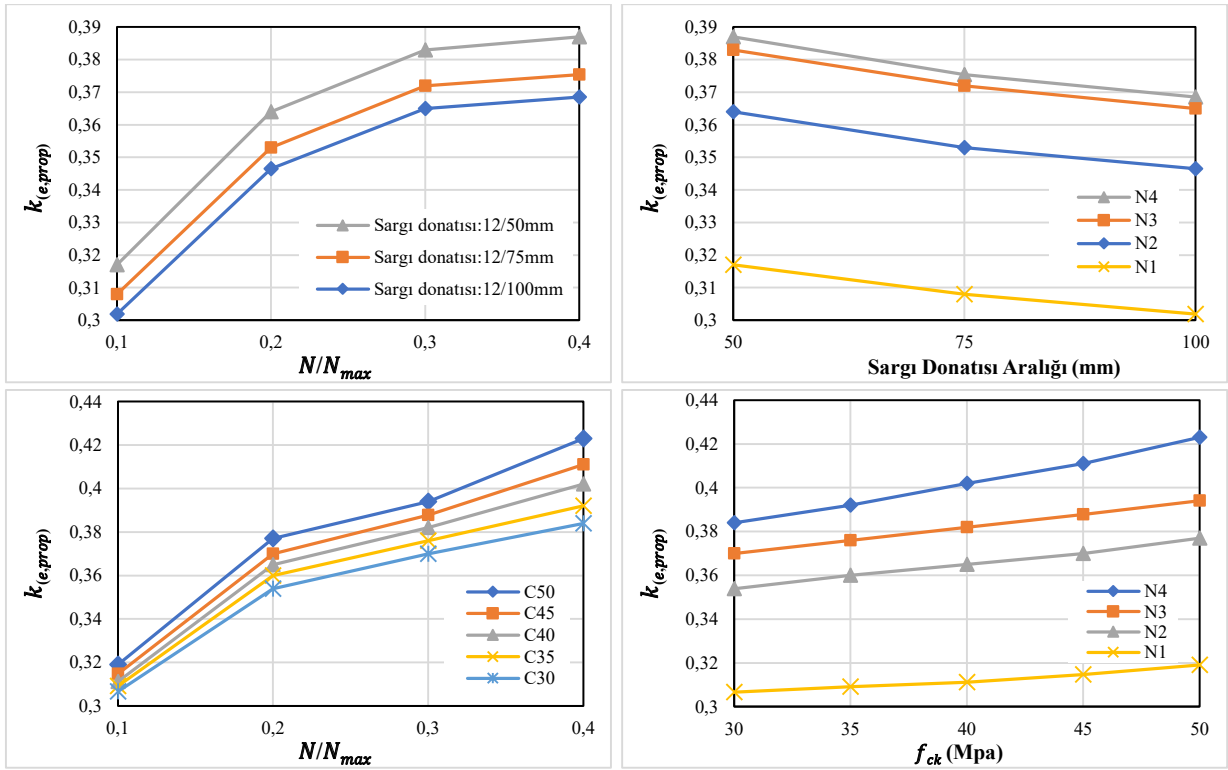 0,39
0,38
0,37
0,36
0,35
0,34
0,33
0,32
0,31
0,3
k(e,prop)
Sargı donatısı:12/50mm
Sargı donatısı:12/75mm
Sargı donatısı:12/100mm
0,1 0,2 0,3 0,4
N/Nmax
0,39
0,38
0,37
0,36
0,35
0,34
0,33
0,32
0,31
0,3
k(e,prop)
N4
N3
N2
N1
50 75 100
Sargı Donatısı Aralığı (mm)
0,44
0,42
0,4
0,38
0,36
0,34
0,32
0,3
k(e,prop)
C50
C45
C40
C35
C30
0,1 0,2 0,3 0,4
N/Nmax
0,44
0,42
0,4
0,38
0,36
0,34
0,32
0,3
k(e,prop)
N4
N3
N2
N1
30 35 40 45 50
fck (Mpa)